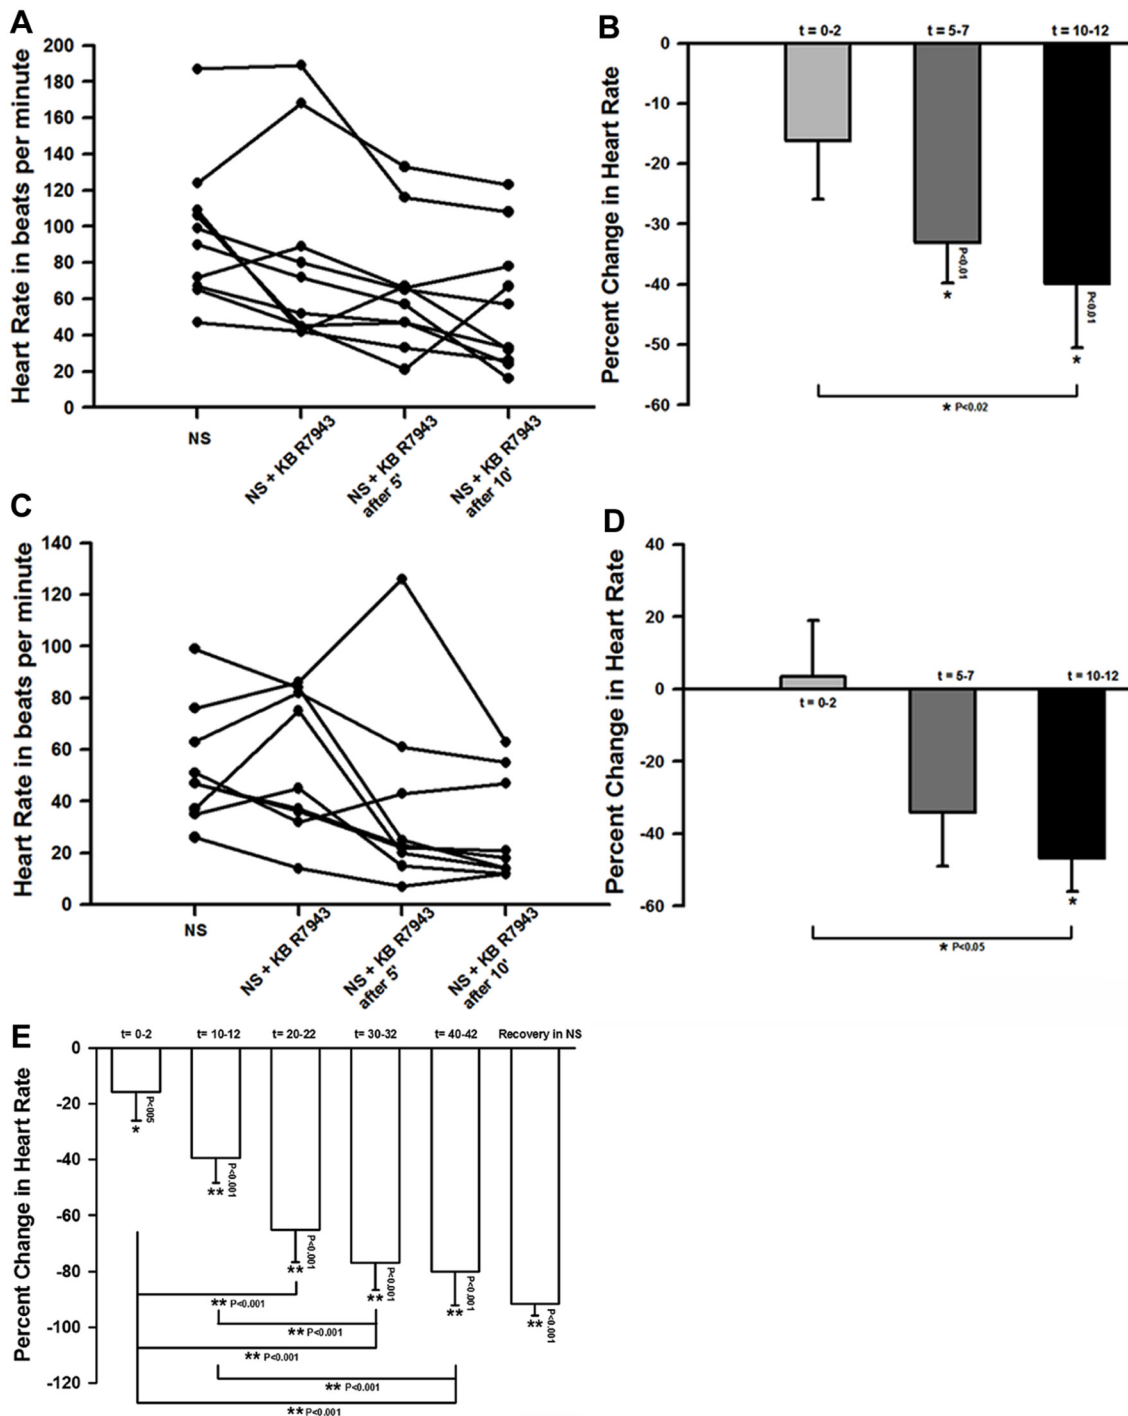 A
Heart Rate in beats per minute
200
180
160
140
120
100
80
60
40
20
0
NS
NS + KB R7943
NS + KB R7943
after 5'
NS + KB R7943
after 10'
B
Percent Change in Heart Rate
t = 0-2
t = 5-7
t = 10-12
0
-10
-20
-30
-40
-50
-60
P<0.01
*
P<0.01
*
* P<0.02
C
Heart Rate in beats per minute
140
120
100
80
60
40
20
0
NS
NS + KB R7943
NS + KB R7943
after 5'
NS + KB R7943
after 10'
D
Percent Change in Heart Rate
40
20
0
-20
-40
-60
t = 0-2
t = 5-7
t = 10-12
*
* P<0.05
E
Percent Change in Heart Rate
t= 0-2
t= 10-12
t= 20-22
t= 30-32
t= 40-42
Recovery in NS
0
-20
-40
-60
-80
-100
-120
P<005
*
P<0.001
**
P<0.001
**
P<0.001
**
P<0.001
**
P<0.001
**
** P<0.001
** P<0.001
** P<0.001
** P<0.001
** P<0.001